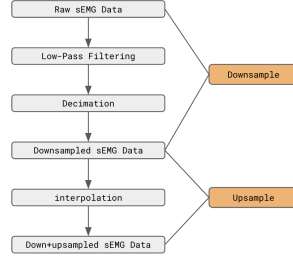 Raw sEMG Data
Low-Pass Filtering
Downsample
Decimation
Downsampled sEMG Data
interpolation
Upsample
Down+upsampled sEMG Data